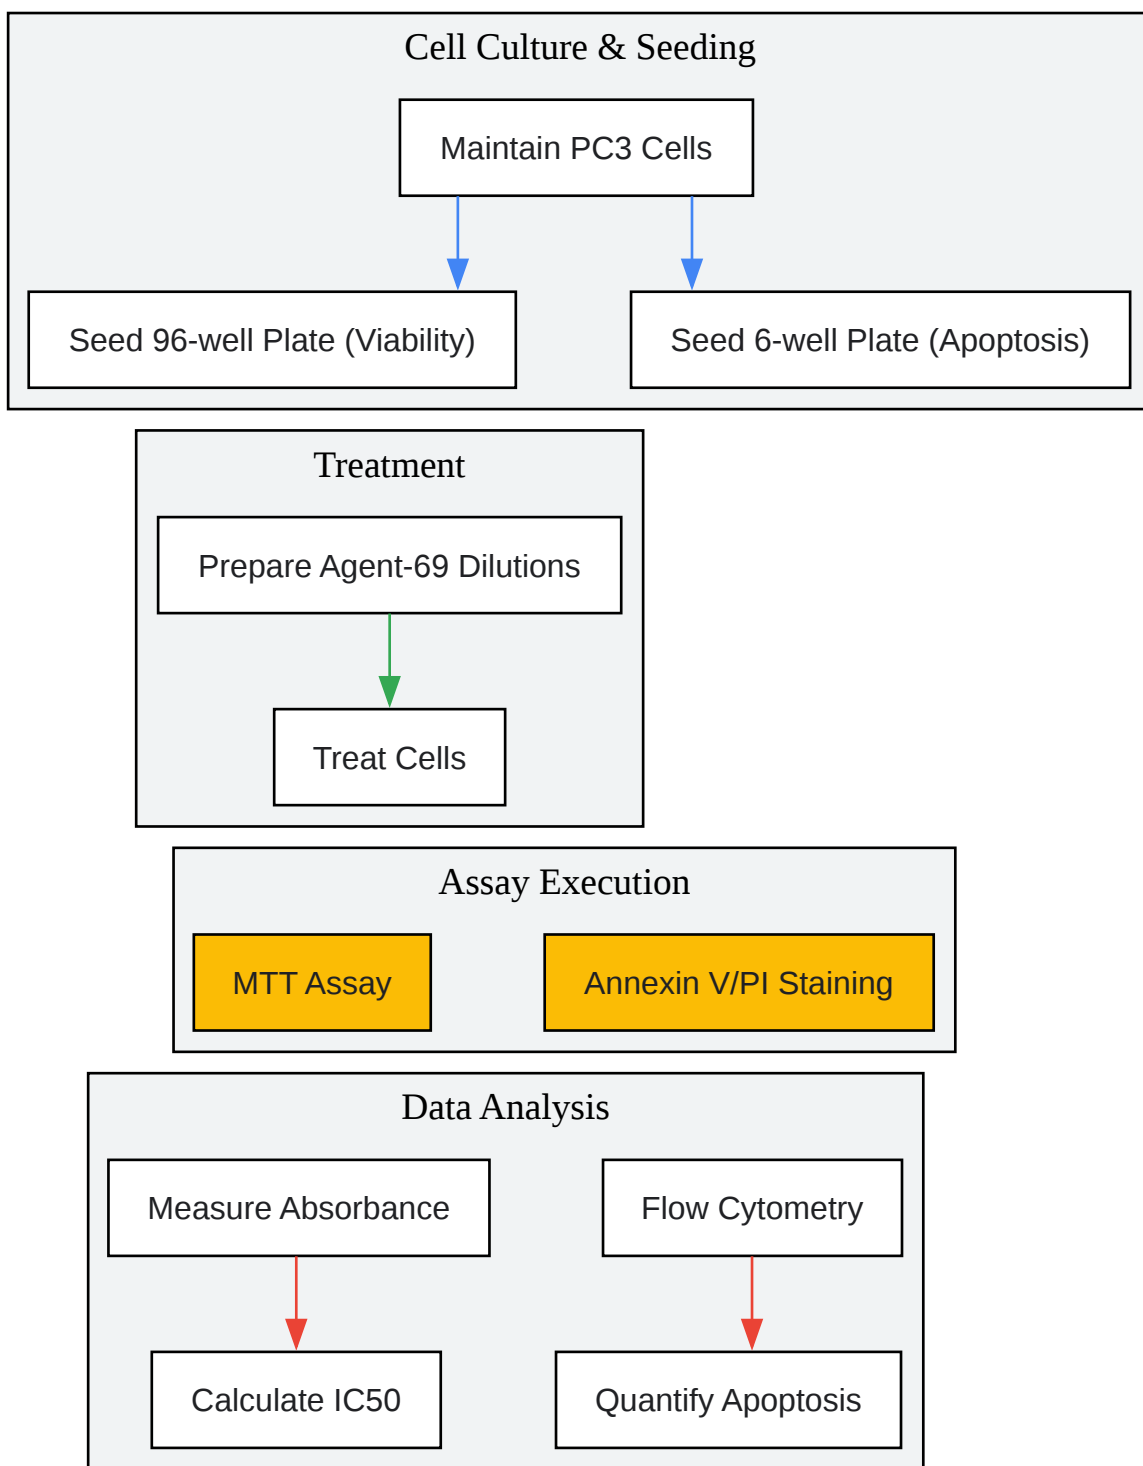 Cell Culture & Seeding
Maintain PC3 Cells
Seed 96-well Plate (Viability)
Seed 6-well Plate (Apoptosis)
Treatment
Prepare Agent-69 Dilutions
Treat Cells
Assay Execution
MTT Assay
Annexin V/PI Staining
Data Analysis
Measure Absorbance
Flow Cytometry
Calculate IC50
Quantify Apoptosis